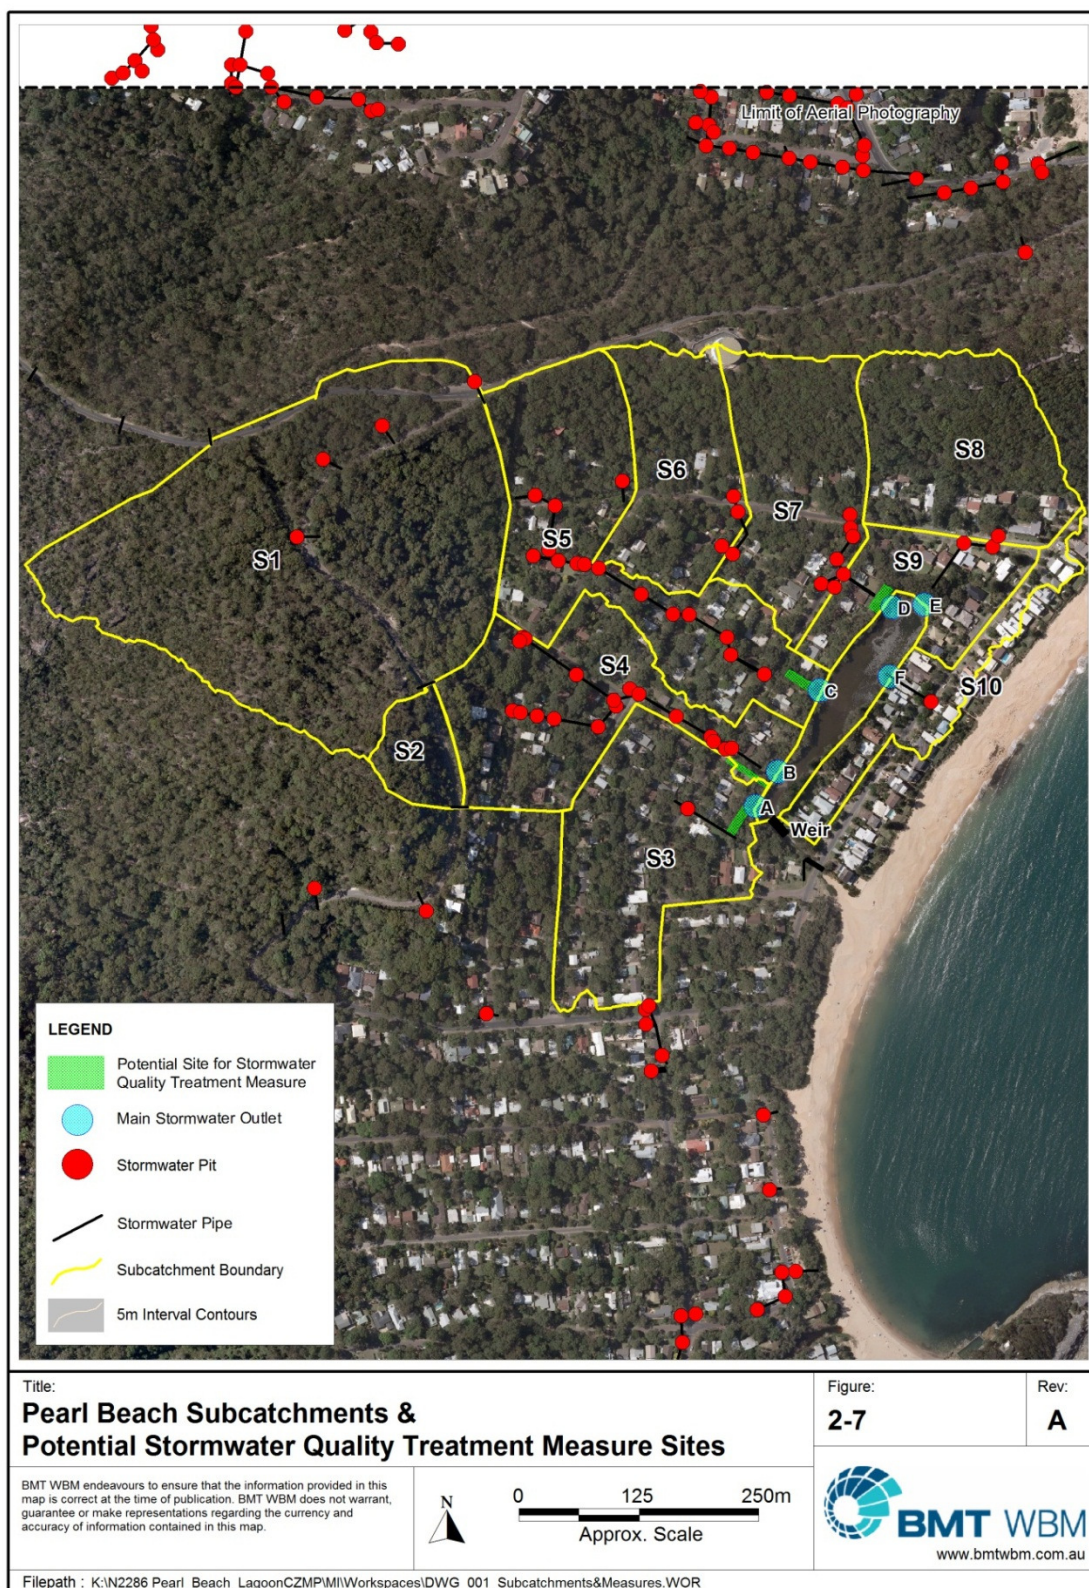 Limit of Aerial Photography
S8
S6
S7
S5
S9
S1
D
E
S4
C
F
S10
S2
B
A
Weir
S3
LEGEND
Potential Site for Stormwater
Quality Treatment Measure
Main Stormwater Outlet
Stormwater Pit
Stormwater Pipe
Subcatchment Boundary
5m Interval Contours
Title:
Pearl Beach Subcatchments &
Potential Stormwater Quality Treatment Measure Sites
Figure:
2-7
Rev:
A
BMT WBM endeavours to ensure that the information provided in this
map is correct at the time of publication. BMT WBM does not warrant,
guarantee or make representations regarding the currency and
accuracy of information contained in this map.
N
0 125 250m
Approx. Scale
BMT WBM
www.bmtwbm.com.au
Filepath : K:\N2286 Pearl Beach LagoonCZMP\MI\Workspaces\DWG 001 Subcatchments&Measures.WOR